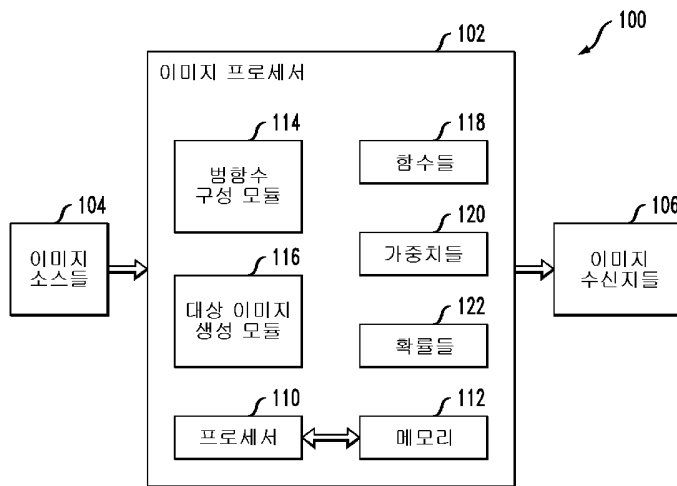 100
102
이미지 프로세서
114
범함수
구성 모듈
118
함수들
104
이미지
소스들
120
가중치들
106
이미지
수신지들
116
대상 이미지
생성 모듈
122
확률들
110
프로세서
112
메모리